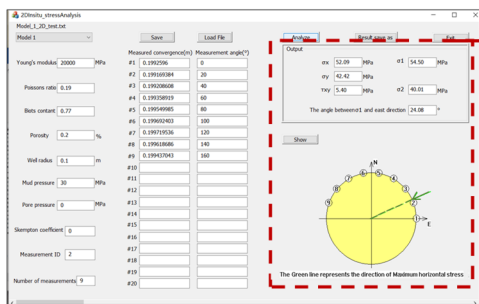 2DInsitu_stressAnalysis
Model_1_2D_test.txt
Model 1
Save
Load File
Analyze
Result save as
Exit
Measured convergence(m) Measurement angle(°)
Young's modulus 20000 MPa
Poissons ratio 0.19
Biots contant 0.77
Porosity 0.2 %
Well radius 0.1 m
Mud pressure 30 MPa
Pore pressure 0 MPa
Skempton coefficient 0
Measurement ID 2
Number of measurements 9
#1 0.1992596 0
#2 0.199169384 20
#3 0.199208608 40
#4 0.199358919 60
#5 0.199549985 80
#6 0.199692403 100
#7 0.199719536 120
#8 0.199618686 140
#9 0.199437043 160
#10
#11
#12
#13
#14
#15
#16
#17
#18
#19
#20
Output
σx 52.09 MPa σ1 54.50 MPa
σy 42.42 MPa
τxy 5.40 MPa σ2 40.01 MPa
The angle betweenσ1 and east direction 24.08 °
Show
N
E
1
2
3
4
5
6
7
8
9
The Green line represents the direction of Maximum horizontal stress